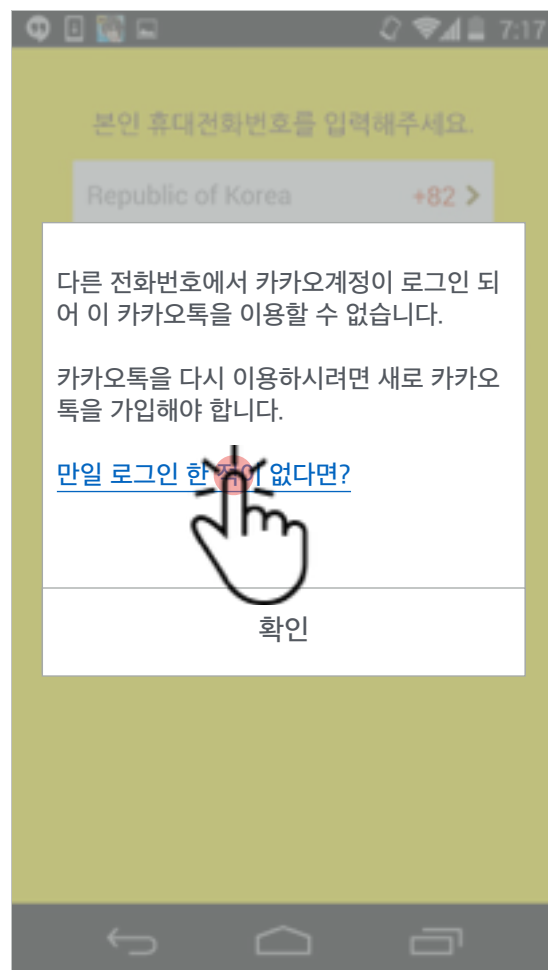 7:17
본인 휴대전화번호를 입력해주세요.
Republic of Korea +82
다른 전화번호에서 카카오계정이 로그인 되
어 이 카카오톡을 이용할 수 없습니다.
카카오톡을 다시 이용하시려면 새로 카카오
톡을 가입해야 합니다.
만일 로그인 한 적이 없다면?
확인